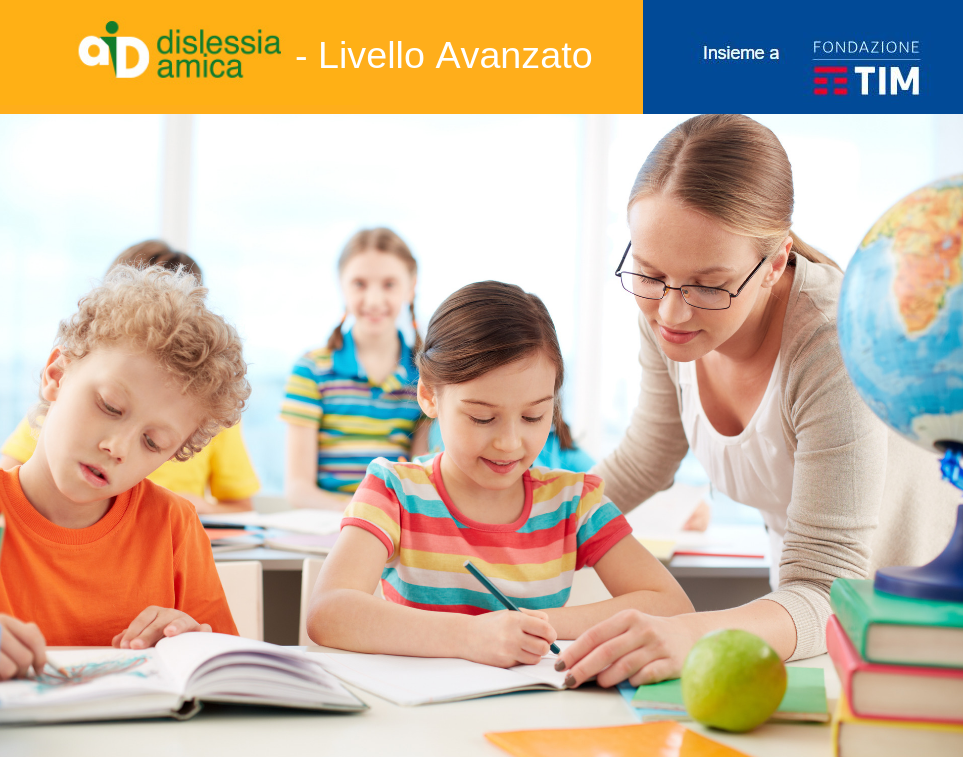 aiD dislessia
amica - Livello Avanzato
Insieme a
FONDAZIONE
TIM